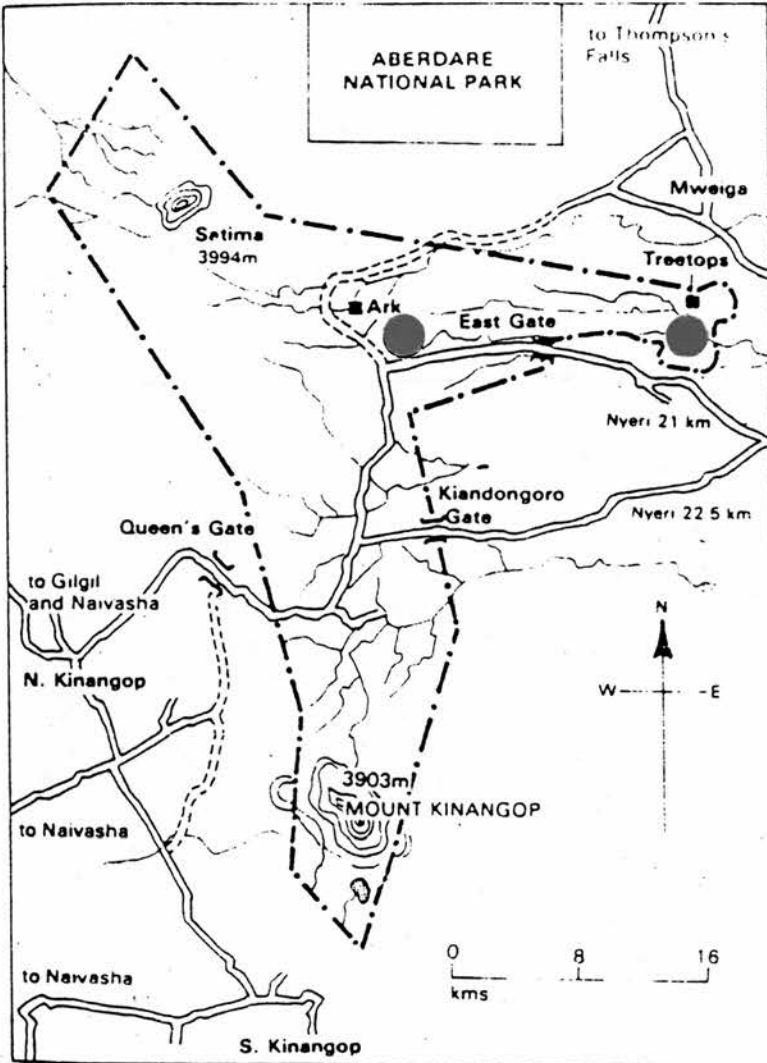 to Thompson's
Falls
ABERDARE
NATIONAL PARK
Mweiga
Satima
3994m
Treetops
Ark
East Gate
Nyeri 21 km
Kiandongoro
Gate
Nyeri 22 5 km
Queen's Gate
to Gilgil
and Naivasha
N
W E
N. Kinangop
3903m
MOUNT KINANGOP
to Naivasha
0 8 16
kms
to Naivasha
S. Kinangop